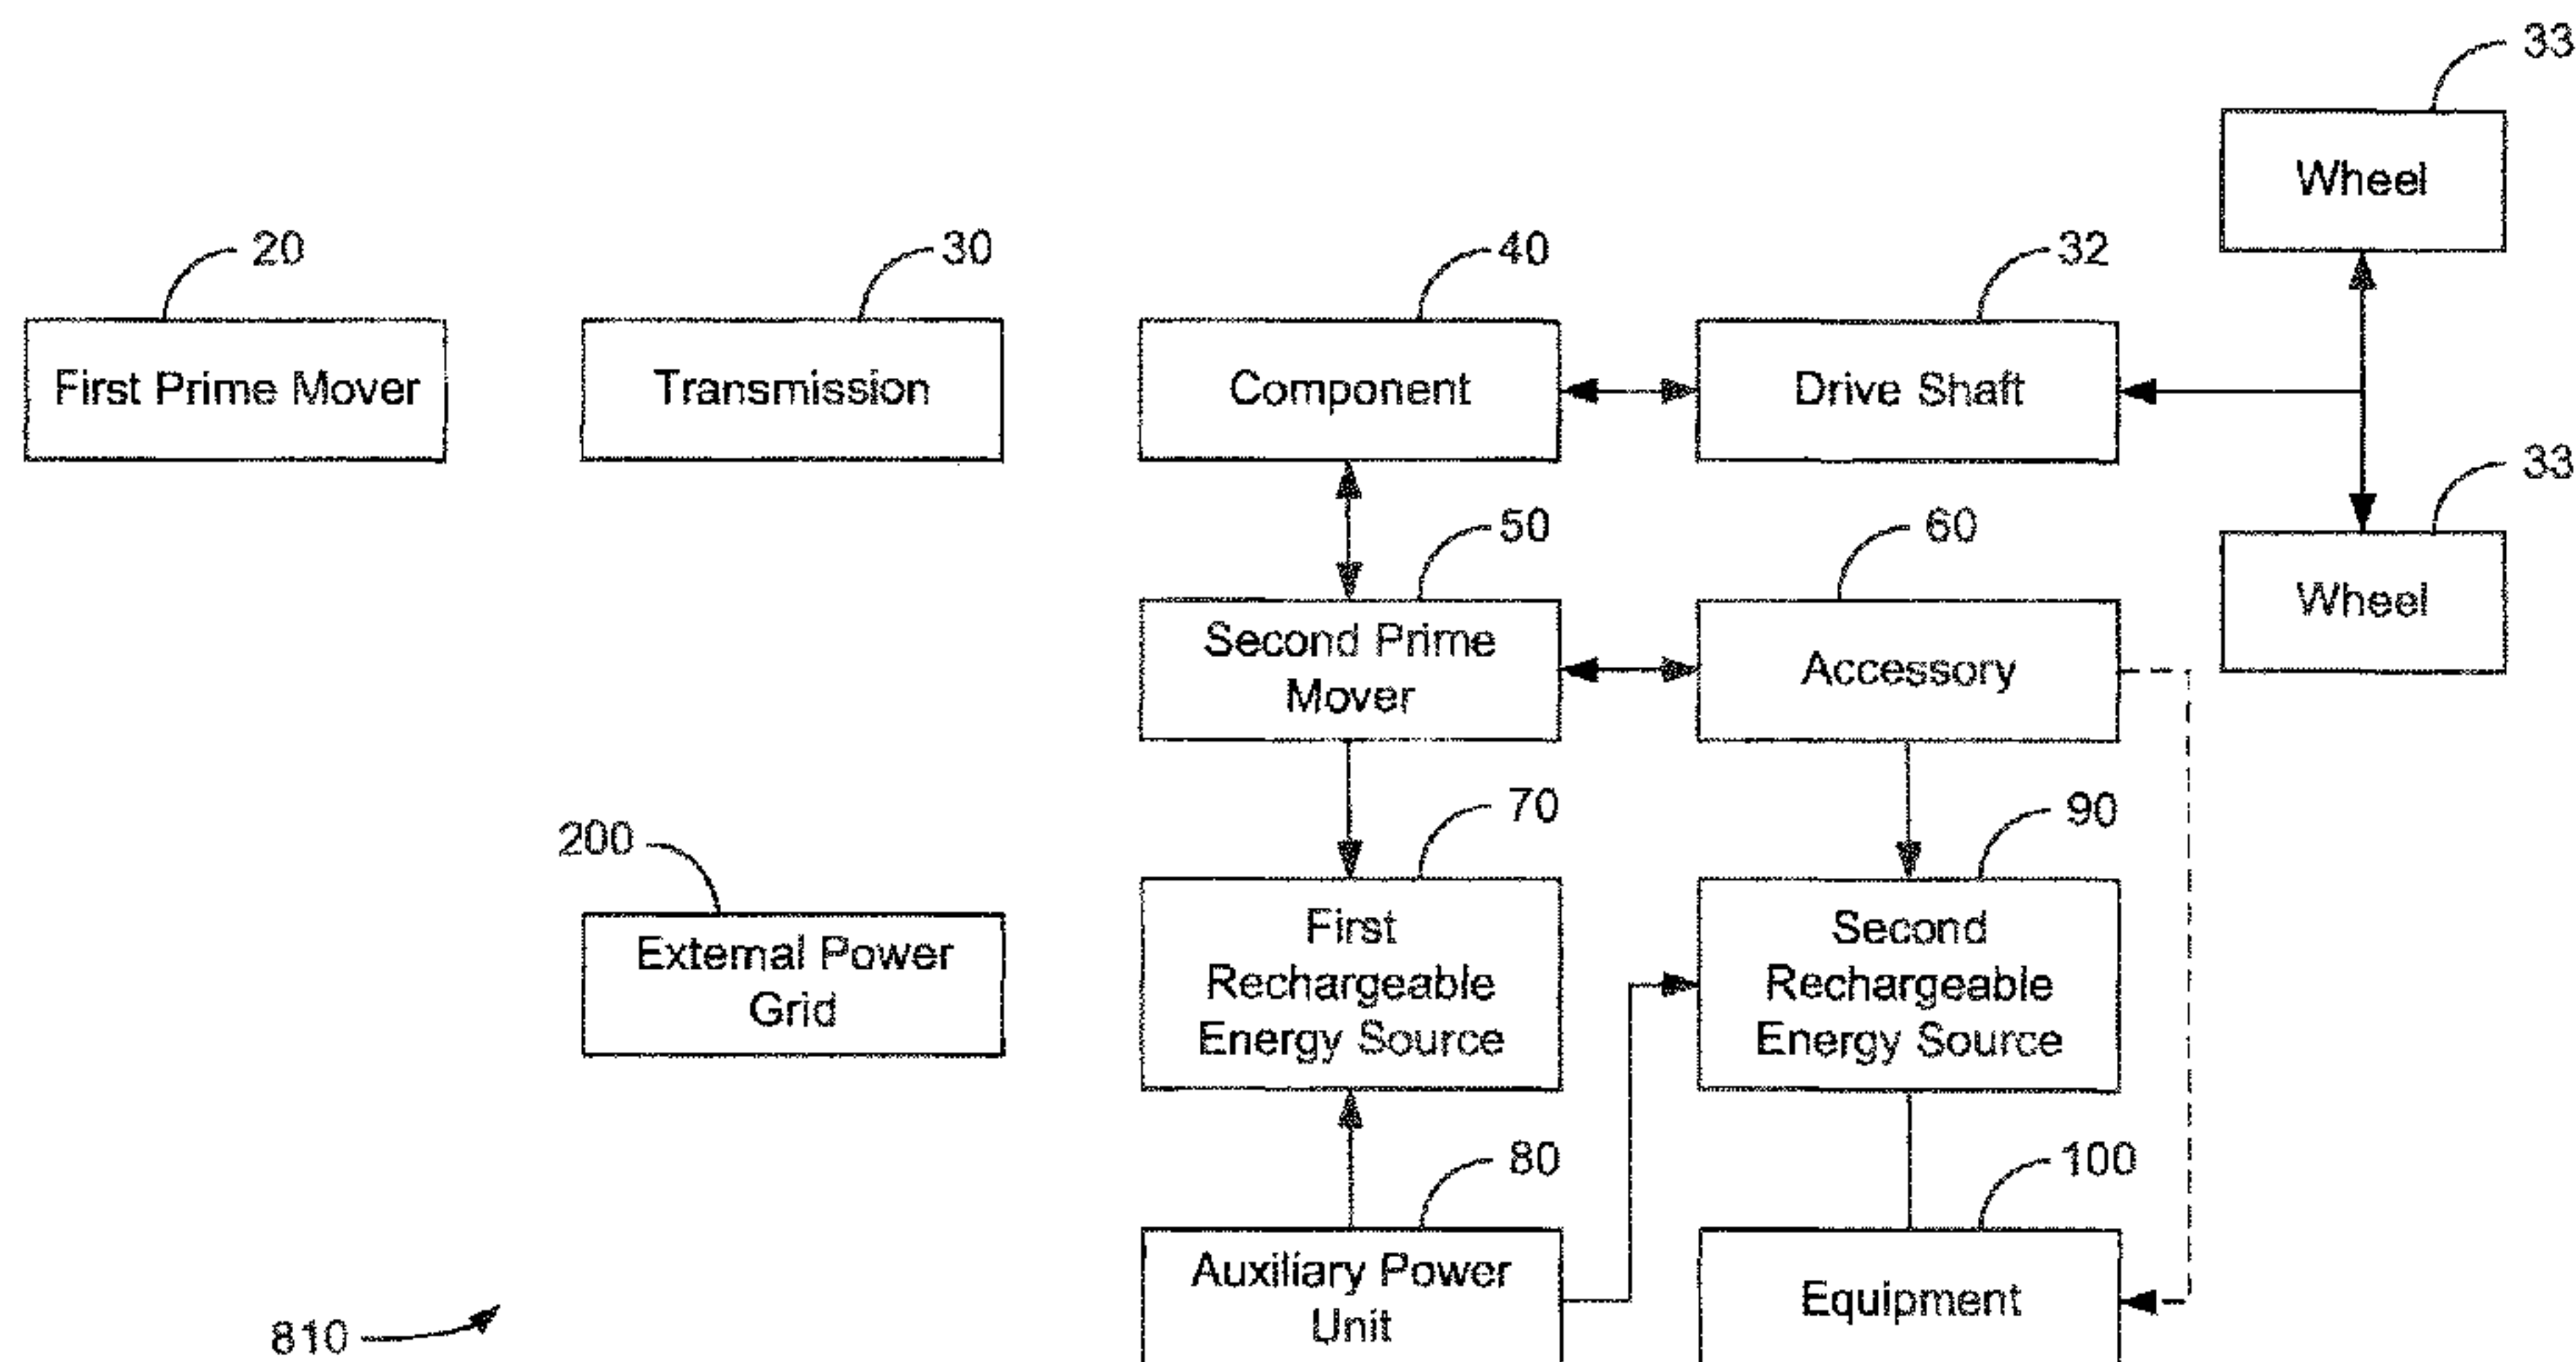 33
Wheel
20
30
40
32
First Prime Mover
Transmission
Component
Drive Shaft
33
50
60
Wheel
Second Prime
Mover
Accessory
70
90
200
External Power
Grid
First
Rechargeable
Energy Source
Second
Rechargeable
Energy Source
80
100
Auxiliary Power
Unit
Equipment
810